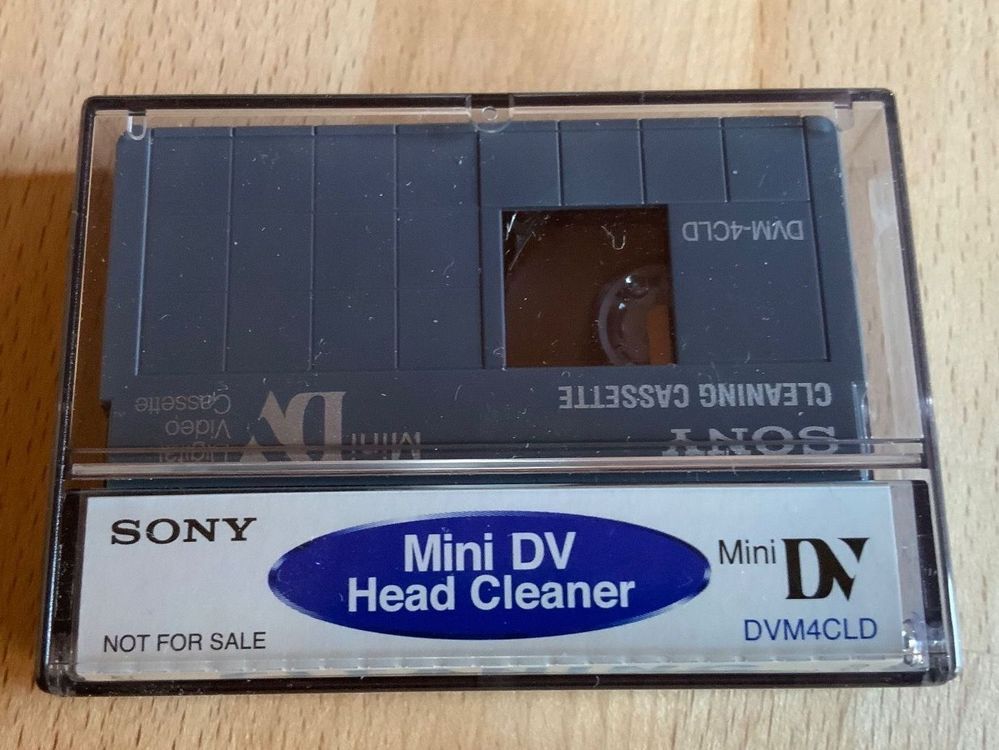 DVM-4CLD
CLEANING CASSETTE
SONY
Mini DV
Digital
Video
Cassette
SONY
Mini DV
Head Cleaner
Mini DV
NOT FOR SALE
DVM4CLD